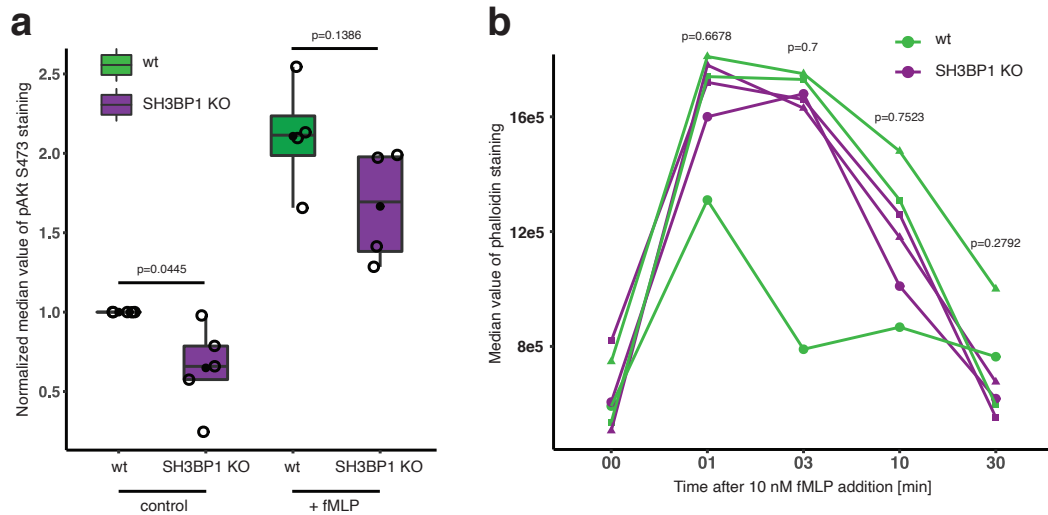 a
Normalized median value of pAKt S473 staining
2.5
2.0
1.5
1.0
0.5
wt
SH3BP1 KO
p=0.1386
p=0.0445
wt
SH3BP1 KO
wt
SH3BP1 KO
control
+ fMLP
b
Median value of phalloidin staining
16e5
12e5
8e5
p=0.6678
p=0.7
p=0.7523
p=0.2792
wt
SH3BP1 KO
00
01
03
10
30
Time after 10 nM fMLP addition [min]